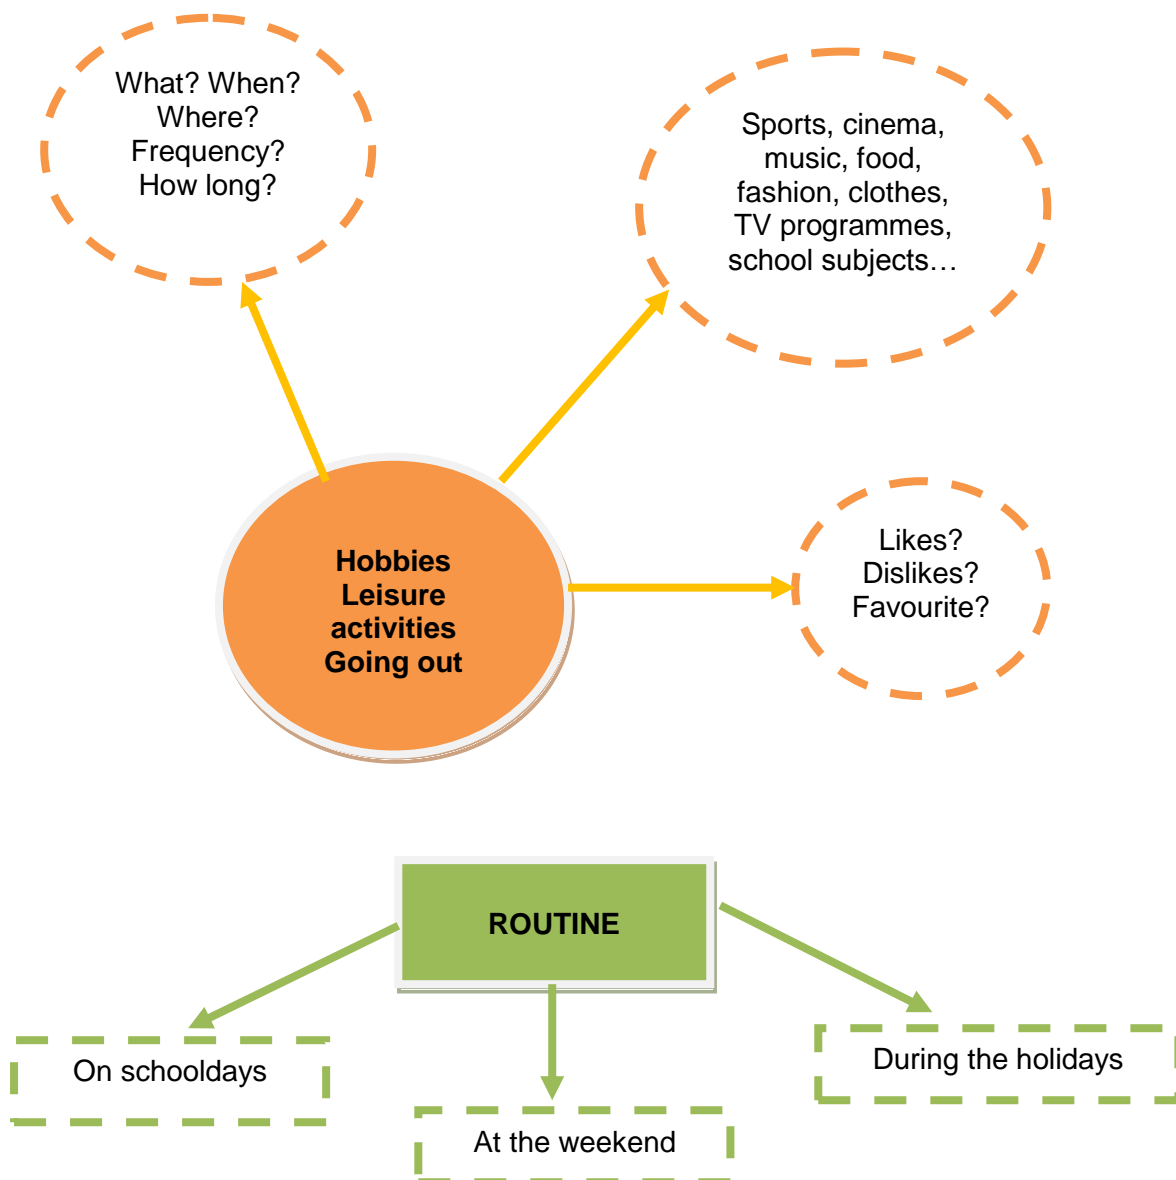 What? When?
Where?
Frequency?
How long?
Sports, cinema,
music, food,
fashion, clothes,
TV programmes,
school subjects…
Hobbies
Leisure
activities
Going out
Likes?
Dislikes?
Favourite?
ROUTINE
On schooldays
At the weekend
During the holidays